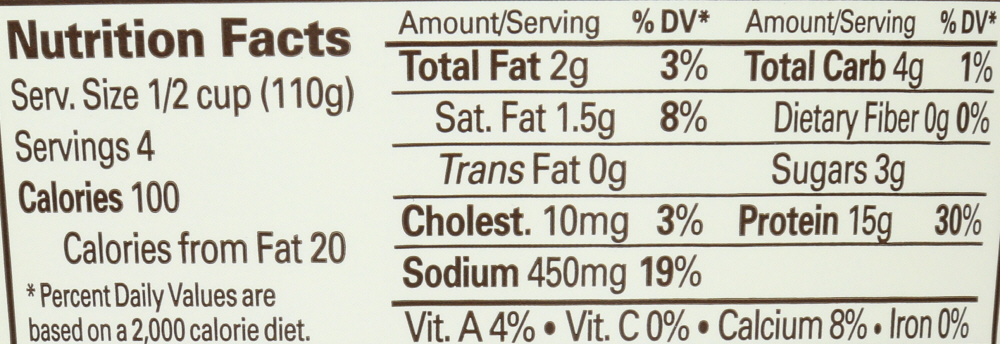 Nutrition Facts
Serv. Size 1/2 cup (110g)
Servings 4
Calories 100
Calories from Fat 20
* Percent Daily Values are
based on a 2,000 calorie diet.
Amount/Serving % DV* Amount/Serving % DV*
Total Fat 2g 3% Total Carb 4g 1%
Sat. Fat 1.5g 8% Dietary Fiber 0g 0%
Trans Fat 0g Sugars 3g
Cholest. 10mg 3% Protein 15g 30%
Sodium 450mg 19%
Vit. A 4% • Vit. C 0% • Calcium 8% • Iron 0%